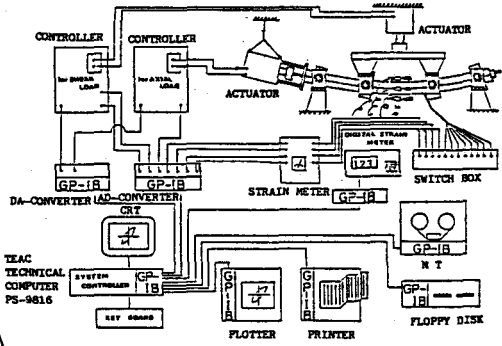 ACTUATOR
CONTROLLER
CONTROLLER
for SHEAR
LOAD
for AXIAL
LOAD
ACTUATOR
DIGITAL STRAIN
METER
123
SWITCH BOX
GP-IB
GP-IB
STRAIN METER
DA-CONVERTER
AD-CONVERTER
GP-IB
CRT
TEAC
TECHNICAL
COMPUTER
PS-9816
SYSTEM
CONTROLLER
GP-
IB
KEY BOARD
GP-IB
PLOTTER
GP-IB
PRINTER
GP-IB
MT
GP-
IB
FLOPPY DISK